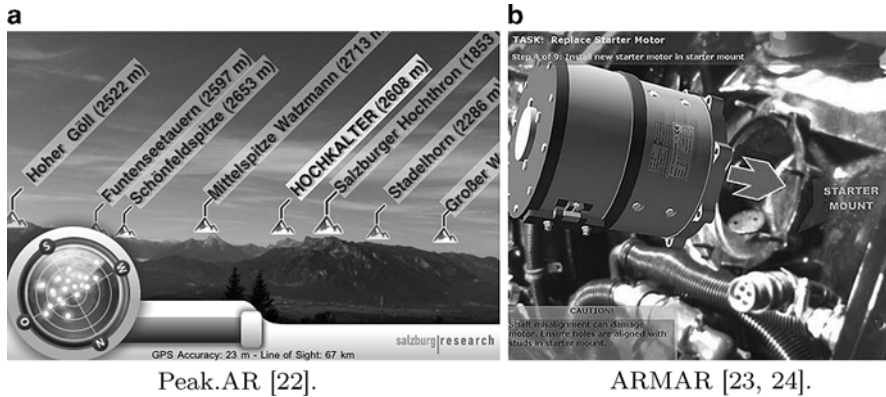 a
Hoher Göll (2522 m)
Funtenseetauern (2597 m)
Schönfeldspitze (2653 m)
Mittelspitze Watzmann (2713 m)
HOCHKALTER (2608 m)
Salzburger Hochthron (1853
Stadelhorn (2286 m)
Großer W
S
W
O
N
GPS Accuracy: 23 m - Line of Sight: 67 km
salzburg|research
Peak.AR [22].
b
TASK: Replace Starter Motor
Step 4 of 9: Install new starter motor in starter mount
STARTER
MOUNT
CAUTION!
Shaft misalignment can damage
motor. Ensure holes are aligned with
studs in starter mount.
ARMAR [23, 24].